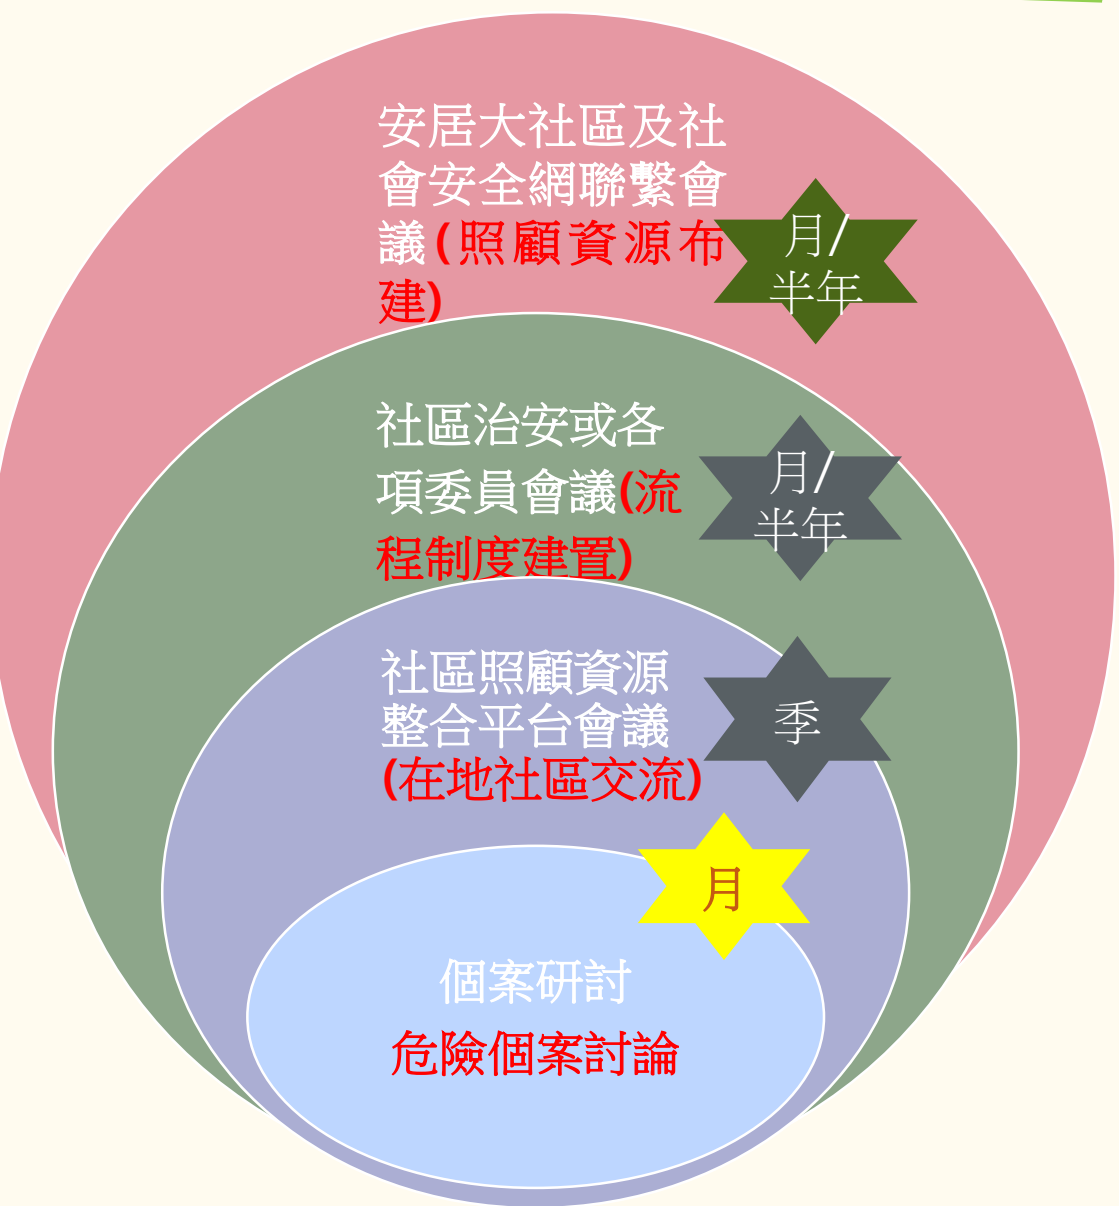 安居大社區及社
會安全網聯繫會
議(照顧資源布
建)
月/
半年
社區治安或各
項委員會議(流
程制度建置)
月/
半年
社區照顧資源
整合平台會議
(在地社區交流)
季
月
個案研討
危險個案討論